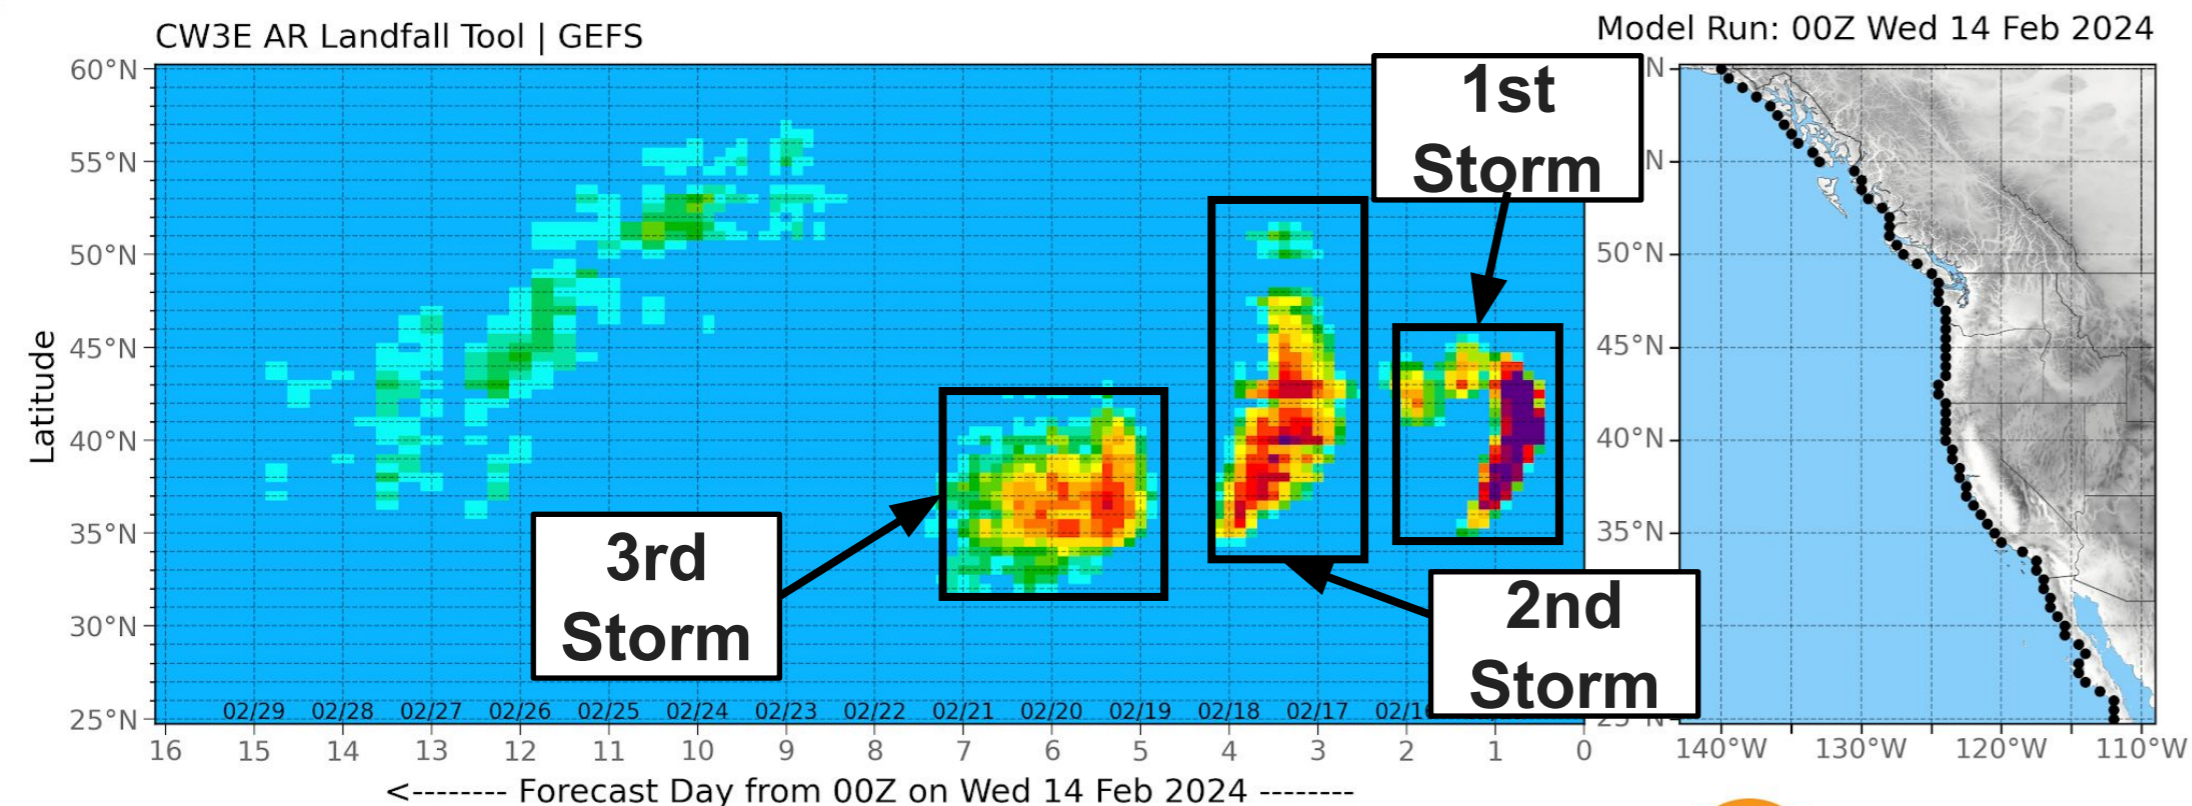 CW3E AR Landfall Tool | GEFS
Model Run: 00Z Wed 14 Feb 2024
1st
Storm
2nd
Storm
3rd
Storm
Latitude
60°N
55°N
50°N
45°N
40°N
35°N
30°N
25°N
02/29 02/28 02/27 02/26 02/25 02/24 02/23 02/22 02/21 02/20 02/19 02/18 02/17
16 15 14 13 12 11 10 9 8 7 6 5 4 3 2 1 0
<-------- Forecast Day from 00Z on Wed 14 Feb 2024 --------
N
N
50°N
45°N
40°N
35°N
140°W 130°W 120°W 110°W